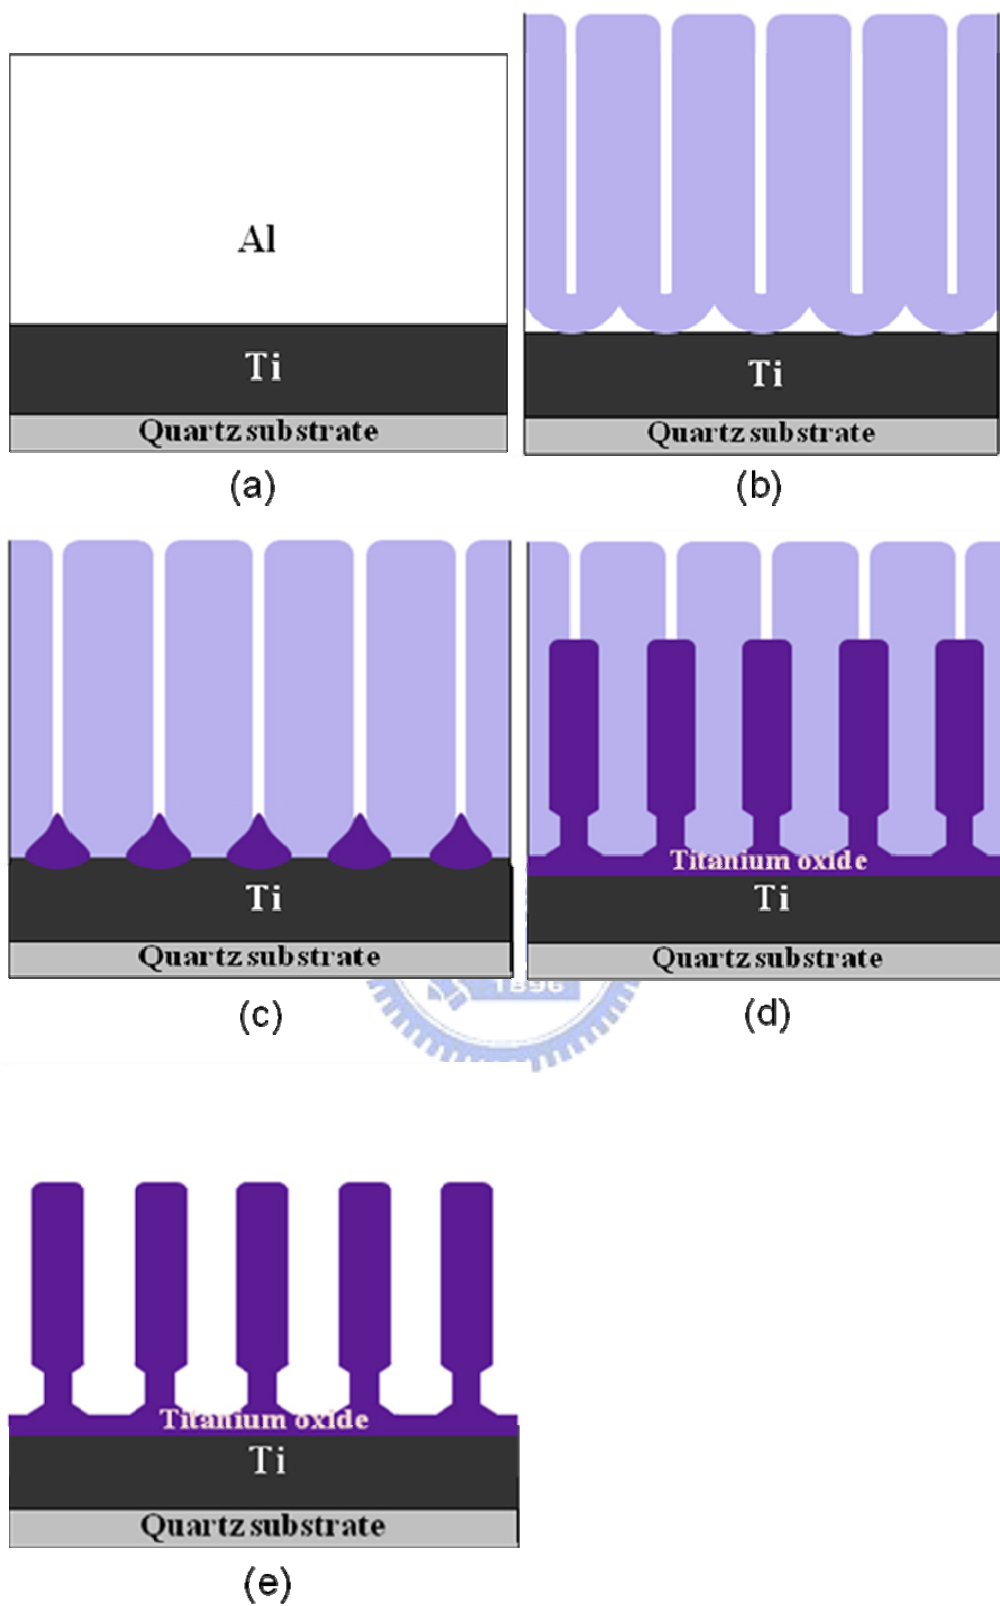 Al
Ti
Quartz substrate
(a)
Ti
Quartz substrate
(b)
Ti
Quartz substrate
(c)
Titanium oxide
Ti
Quartz substrate
(d)
1896
Titanium oxide
Ti
Quartz substrate
(e)